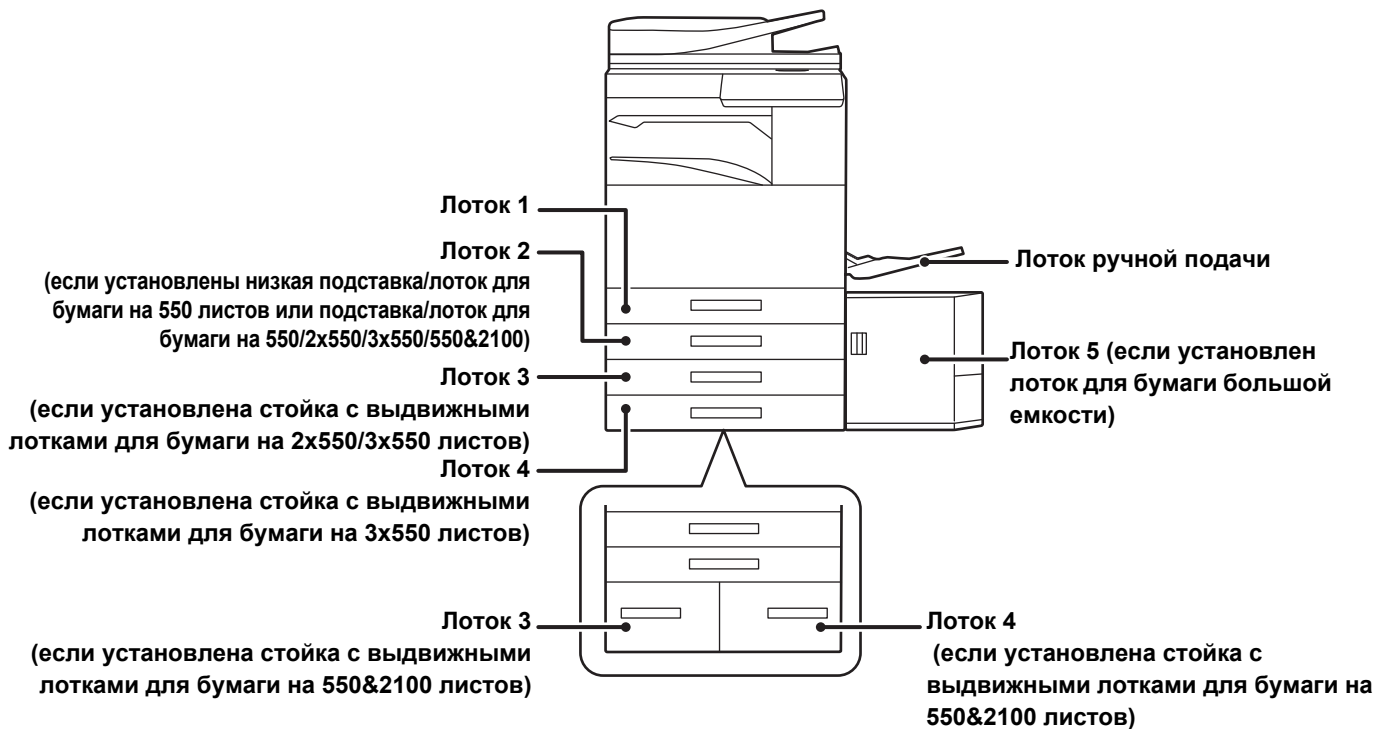 Лоток 1
Лоток 2
(если установлены низкая подставка/лоток для
бумаги на 550 листов или подставка/лоток для
бумаги на 550/2x550/3x550/550&2100)
Лоток 3
(если установлена стойка с выдвижными
лотками для бумаги на 2x550/3x550 листов)
Лоток 4
(если установлена стойка с выдвижными
лотками для бумаги на 3x550 листов)
Лоток ручной подачи
Лоток 5 (если установлен
лоток для бумаги большой
емкости)
Лоток 3
(если установлена стойка с выдвижными
лотками для бумаги на 550&2100 листов)
Лоток 4
(если установлена стойка с
выдвижными лотками для бумаги на
550&2100 листов)